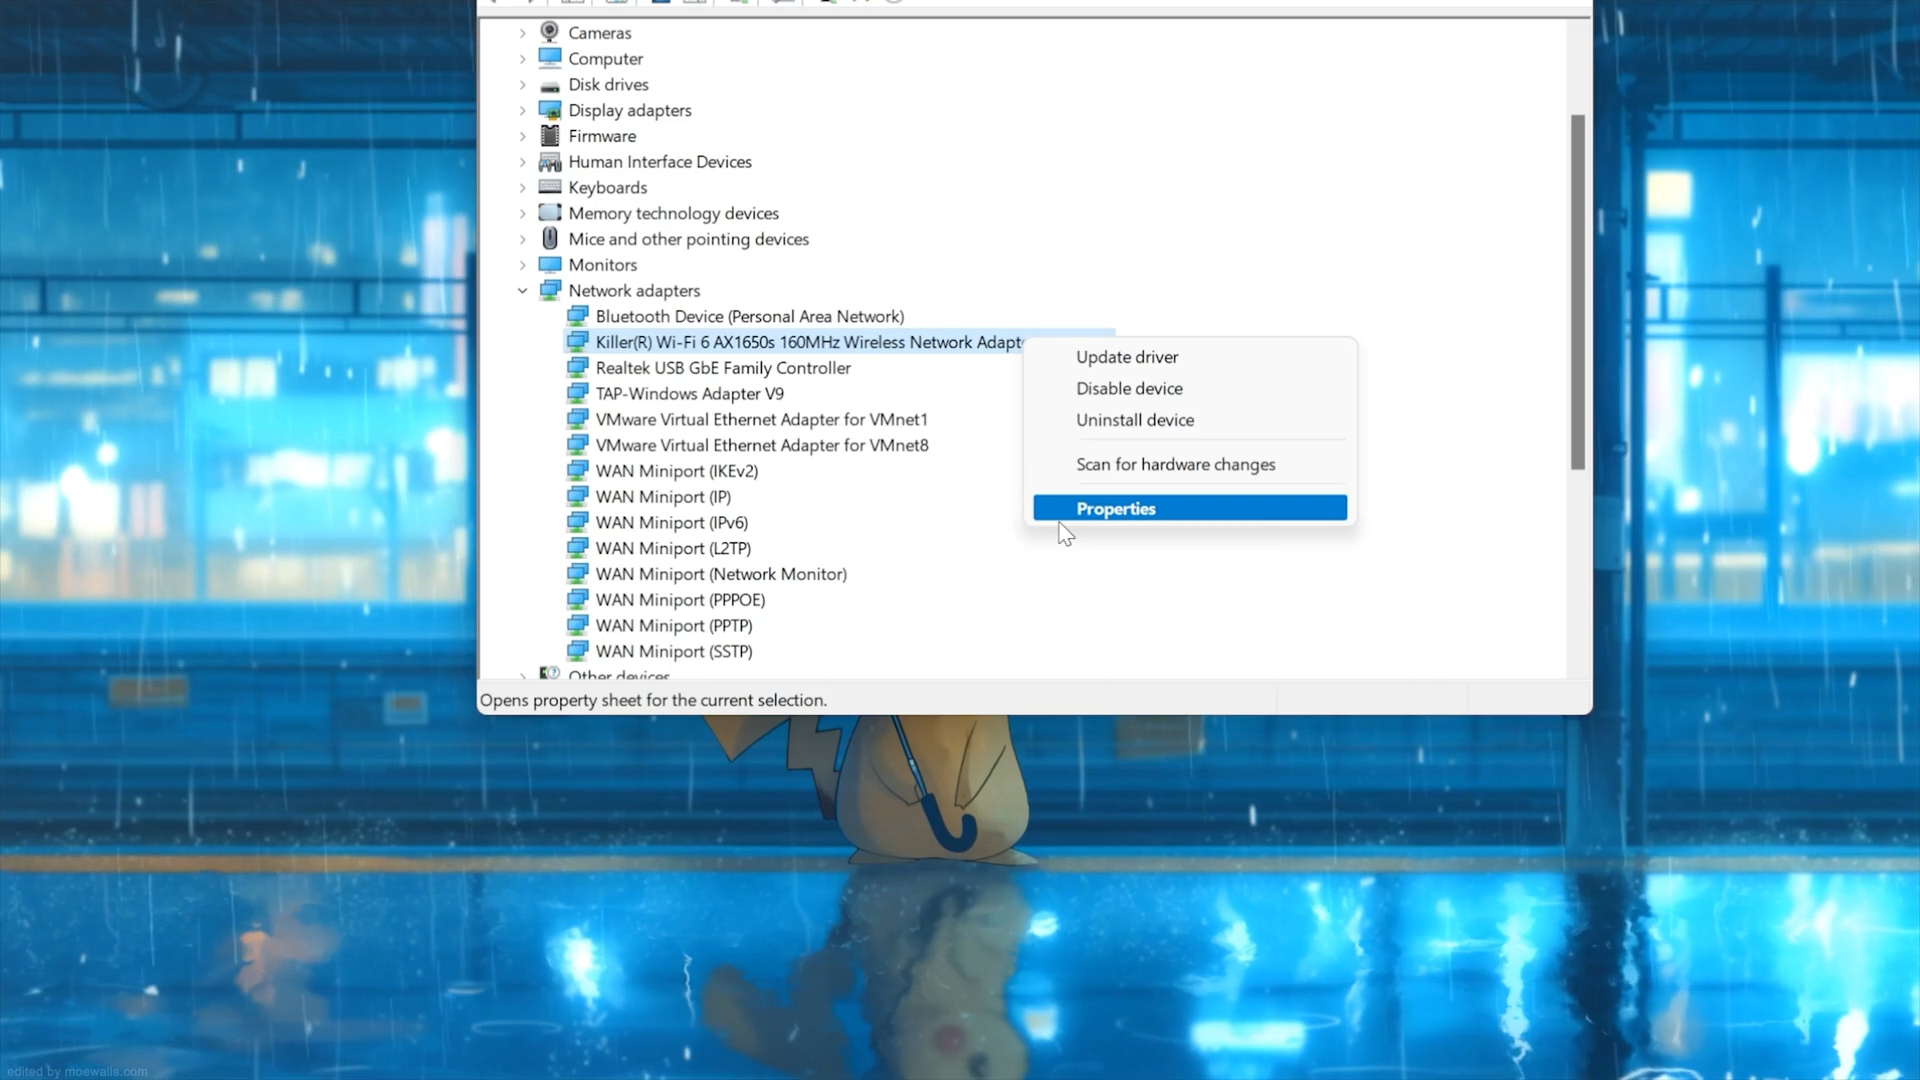 Cameras
Computer
Disk drives
Display adapters
Firmware
Human Interface Devices
Keyboards
Memory technology devices
Mice and other pointing devices
Monitors
Network adapters
Bluetooth Device (Personal Area Network)
Killer(R) Wi-Fi 6 AX1650s 160MHz Wireless Network Adapt
Realtek USB GbE Family Controller
TAP-Windows Adapter V9
VMware Virtual Ethernet Adapter for VMnet1
VMware Virtual Ethernet Adapter for VMnet8
WAN Miniport (IKEv2)
WAN Miniport (IP)
WAN Miniport (IPv6)
WAN Miniport (L2TP)
WAN Miniport (Network Monitor)
WAN Miniport (PPPOE)
WAN Miniport (PPTP)
WAN Miniport (SSTP)
Other devices
Update driver
Disable device
Uninstall device
Scan for hardware changes
Properties
Opens property sheet for the current selection.
edited by moewalls.com